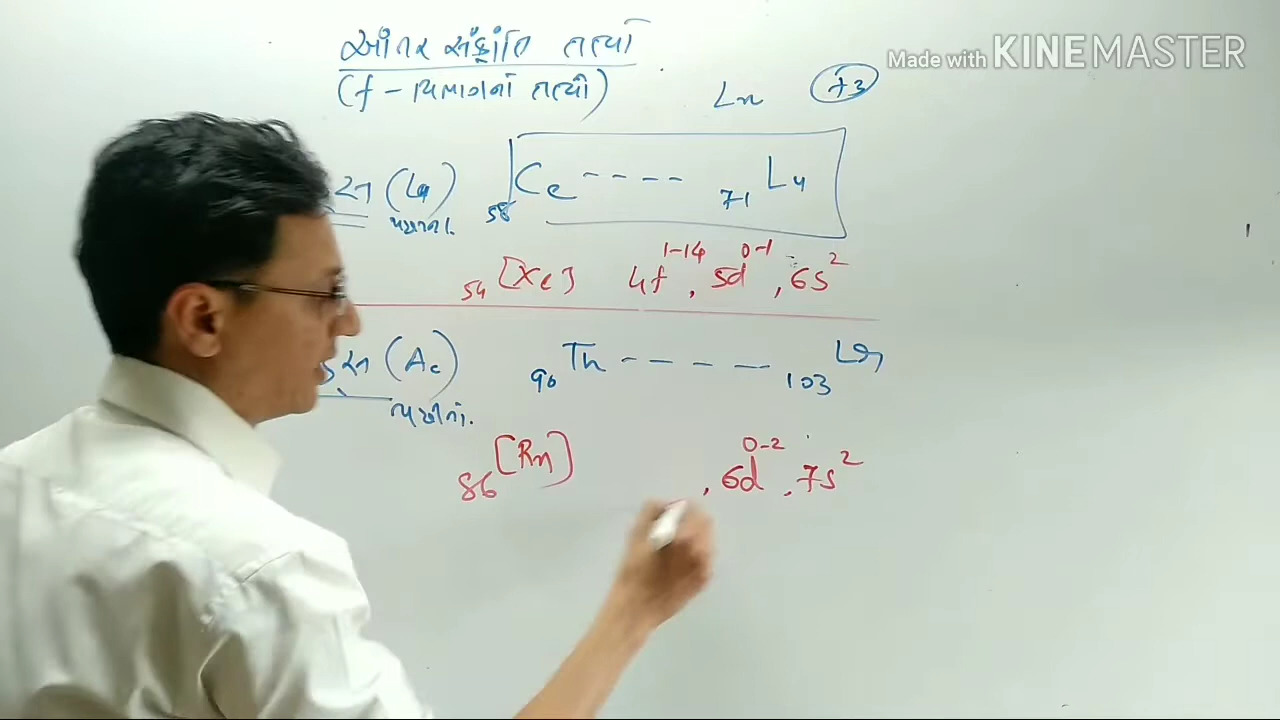 આંતર સંક્રાંતિ તત્વો
Made with KINEMASTER
(f - વિભાગનાં તત્વો)
Ln +3
(La) 58 Ce ---- 71 Lu
પછીનાં.
54 [Xe] 4f 1-14, 5d 0-1, 6s 2
(Ac) 90 Th ---- 103 Lr
પછીનાં.
86 [Rn] , 6d 0-2, 7s 2